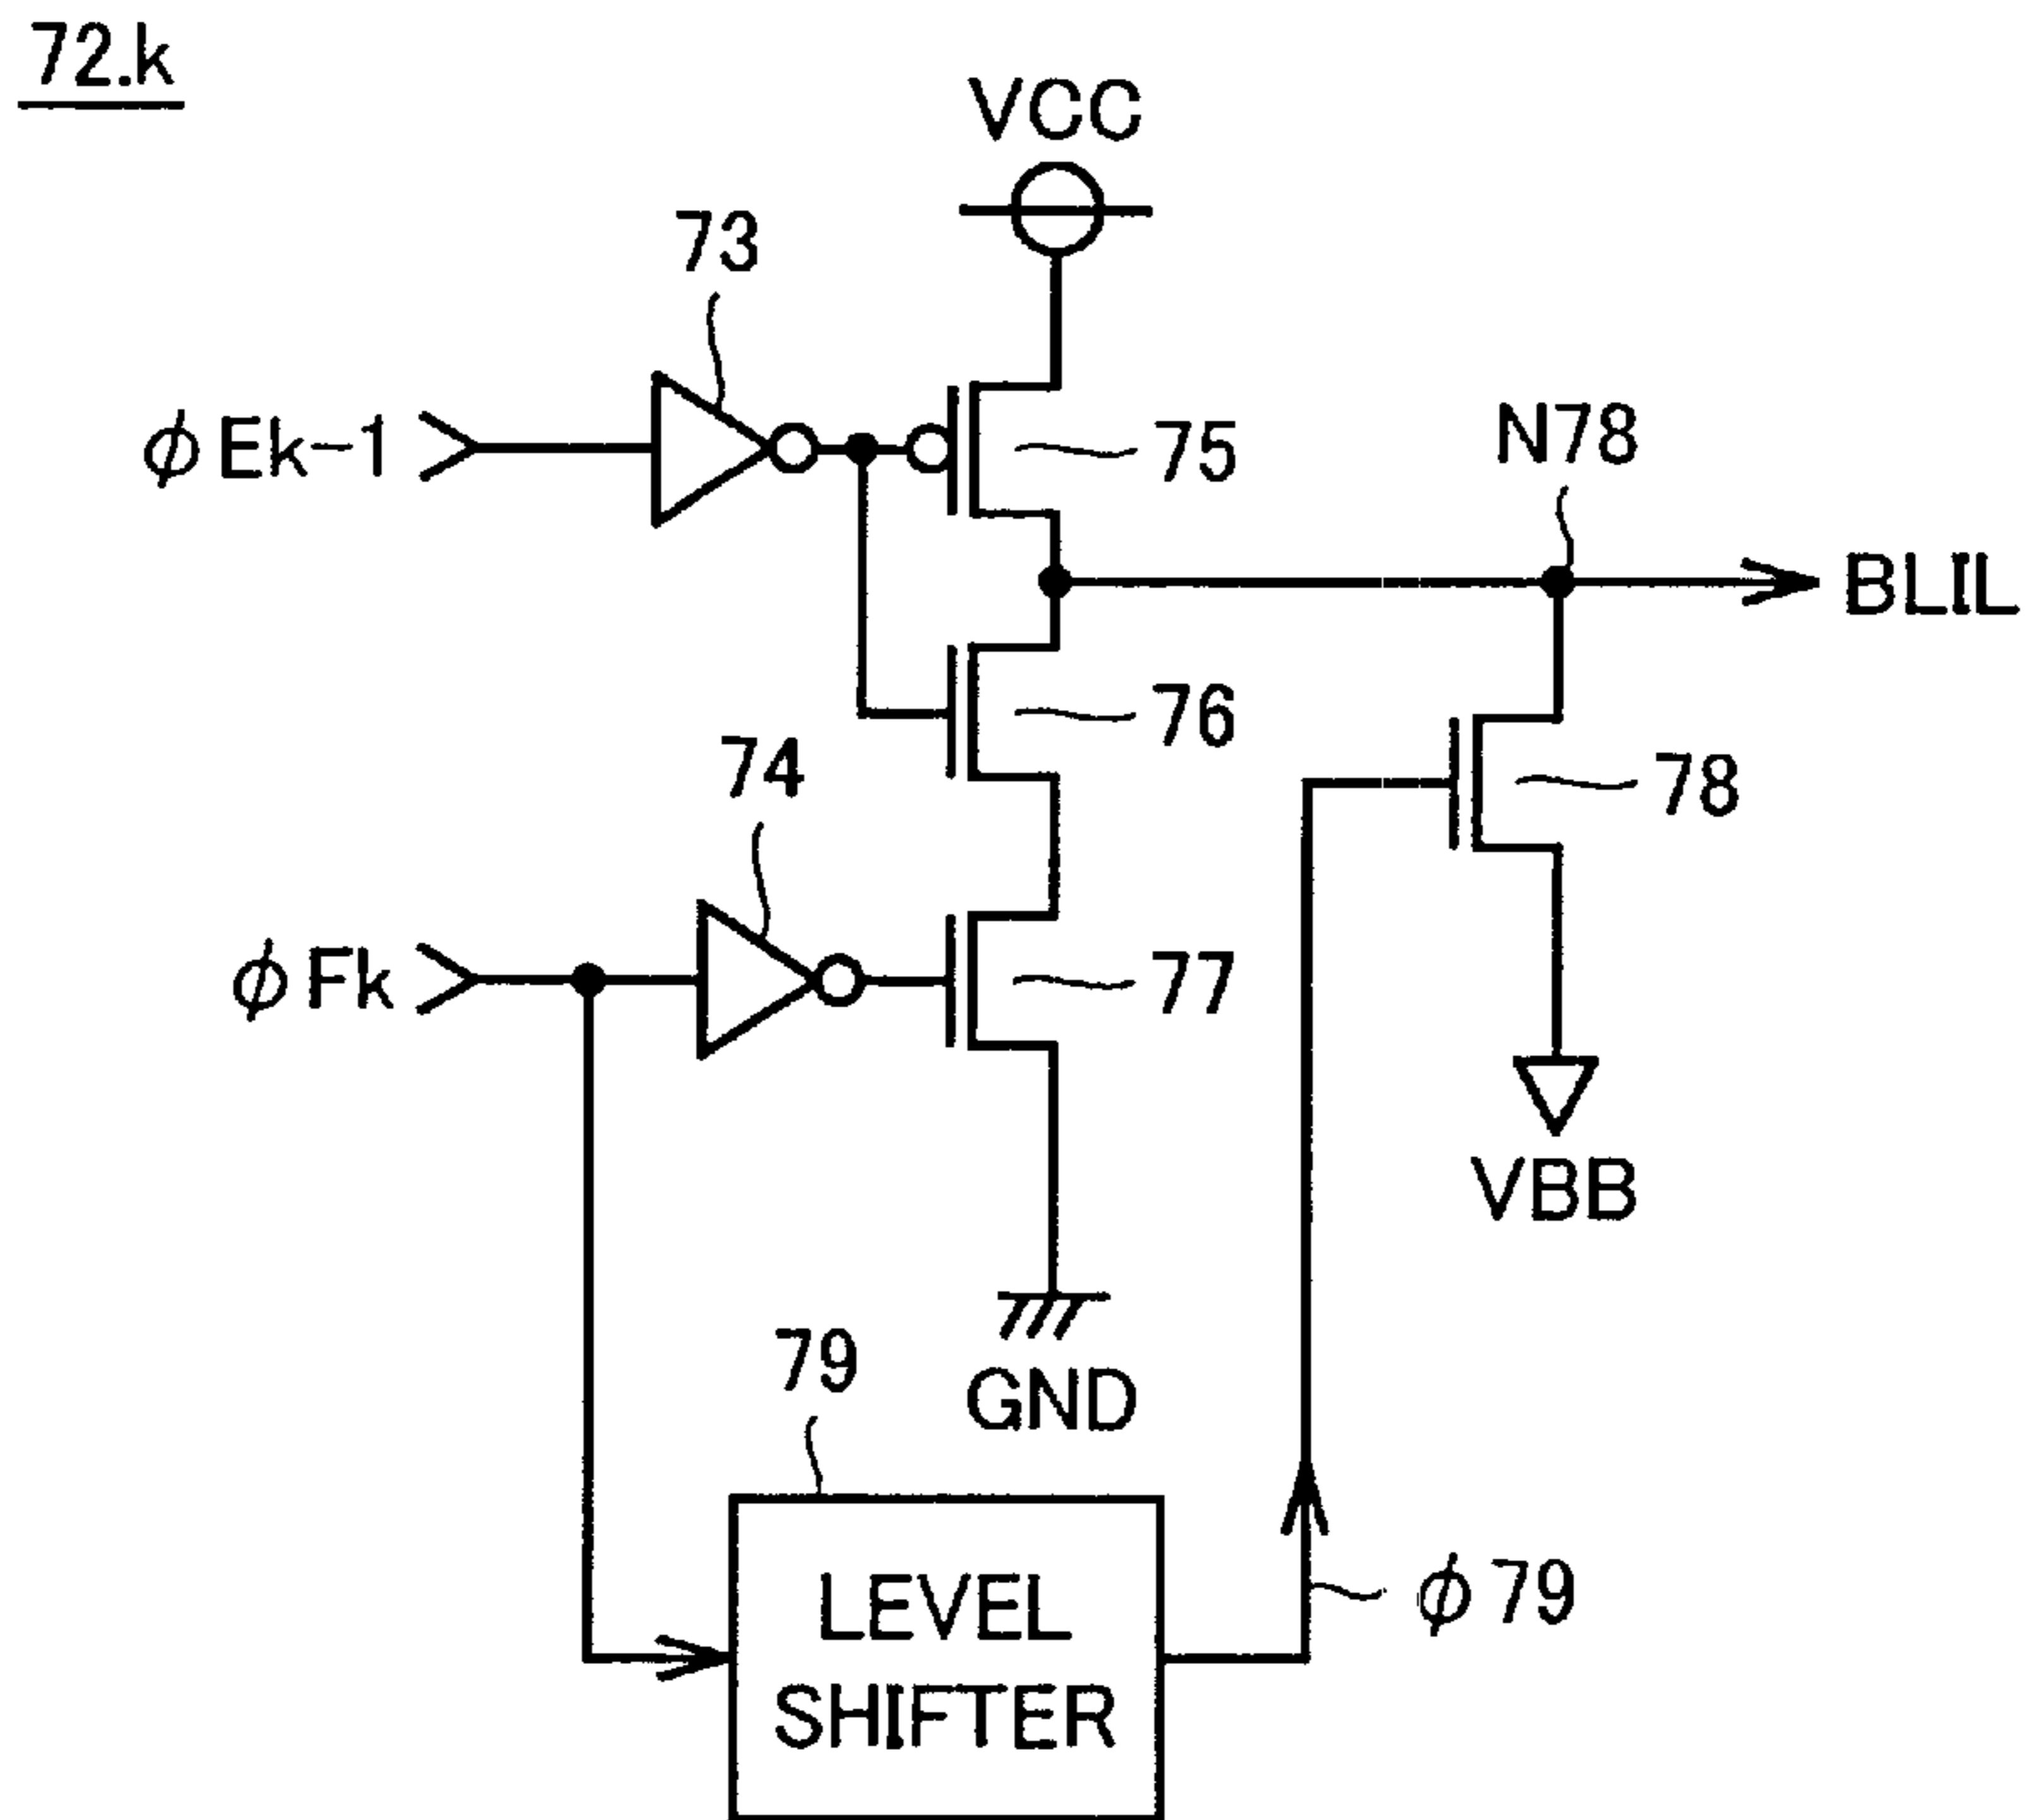 72.k
VCC
73
φEk-1
75
N78
BLIL
76
74
78
φFk
77
VBB
79
GND
LEVEL
SHIFTER
φ79